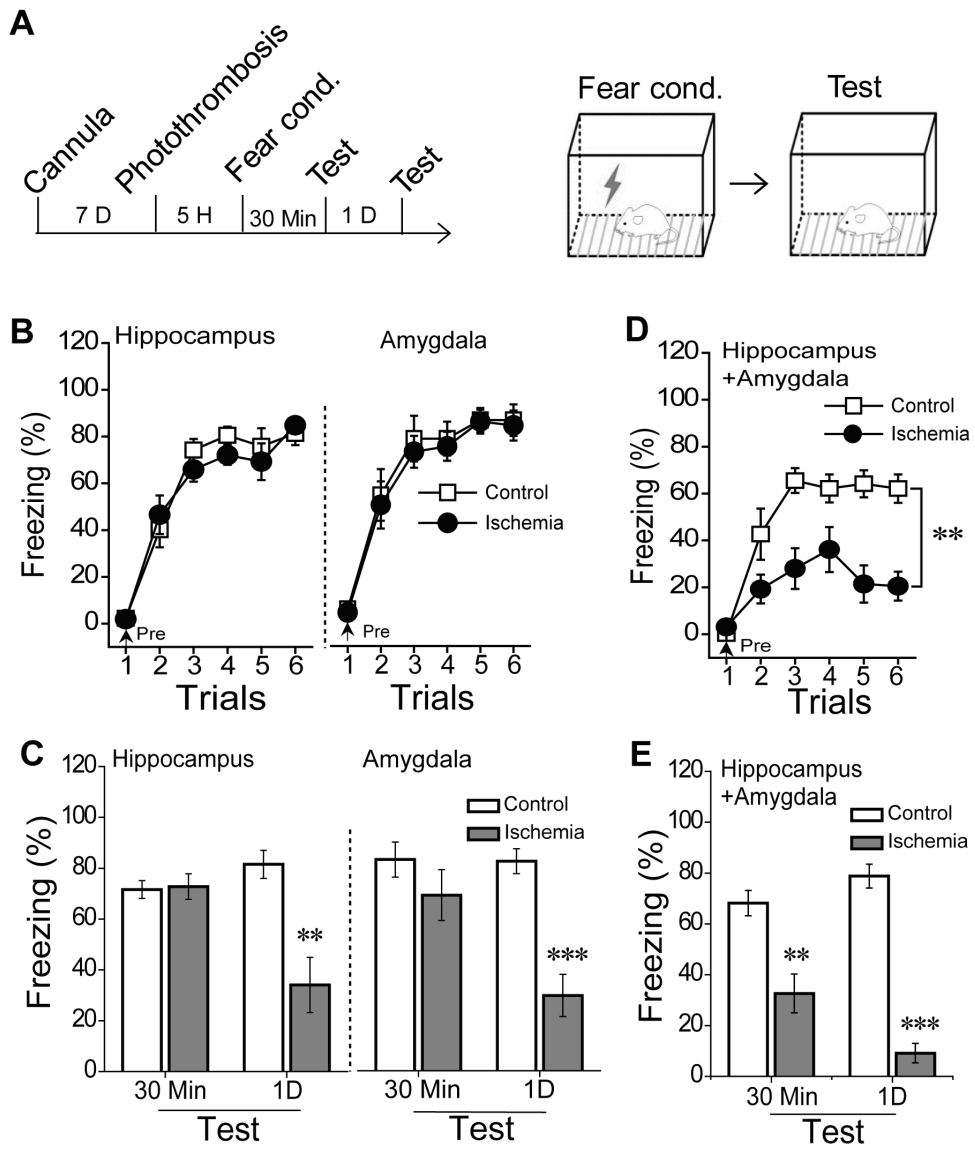 A
Cannula
Photothrombosis
Fear cond.
Test
Test
7 D
5 H
30 Min
1 D
Fear cond.
Test
B
Hippocampus
Amygdala
Freezing (%)
120
100
80
60
40
20
0
Control
Ischemia
Pre
Pre
1 2 3 4 5 6
1 2 3 4 5 6
Trials
Trials
D
Hippocampus
+Amygdala
Freezing (%)
120
100
80
60
40
20
0
Control
Ischemia
**
Pre
1 2 3 4 5 6
Trials
C
Hippocampus
Amygdala
Freezing (%)
120
100
80
60
40
20
0
Control
Ischemia
**
***
30 Min 1D
30 Min 1D
Test
Test
E
Hippocampus
+Amygdala
Freezing (%)
120
100
80
60
40
20
0
Control
Ischemia
**
***
30 Min 1D
Test